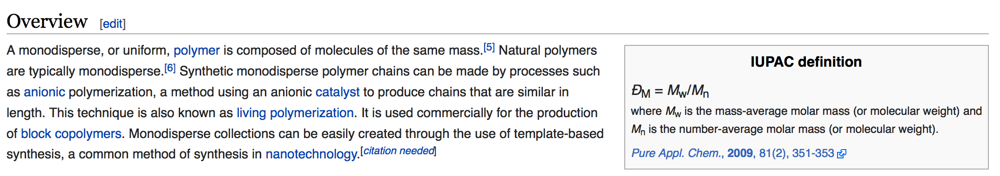 Overview [edit]
A monodisperse, or uniform, polymer is composed of molecules of the same mass.[5] Natural polymers
are typically monodisperse.[6] Synthetic monodisperse polymer chains can be made by processes such
as anionic polymerization, a method using an anionic catalyst to produce chains that are similar in
length. This technique is also known as living polymerization. It is used commercially for the production
of block copolymers. Monodisperse collections can be easily created through the use of template-based
synthesis, a common method of synthesis in nanotechnology.[citation needed]
IUPAC definition
ĐM = Mw/Mn
where Mw is the mass-average molar mass (or molecular weight) and
Mn is the number-average molar mass (or molecular weight).
Pure Appl. Chem., 2009, 81(2), 351-353